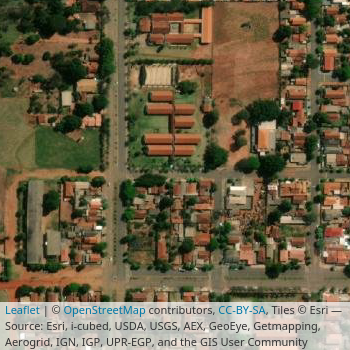 Leaflet | © OpenStreetMap contributors, CC-BY-SA, Tiles © Esri —
Source: Esri, i-cubed, USDA, USGS, AEX, GeoEye, Getmapping,
Aerogrid, IGN, IGP, UPR-EGP, and the GIS User Community